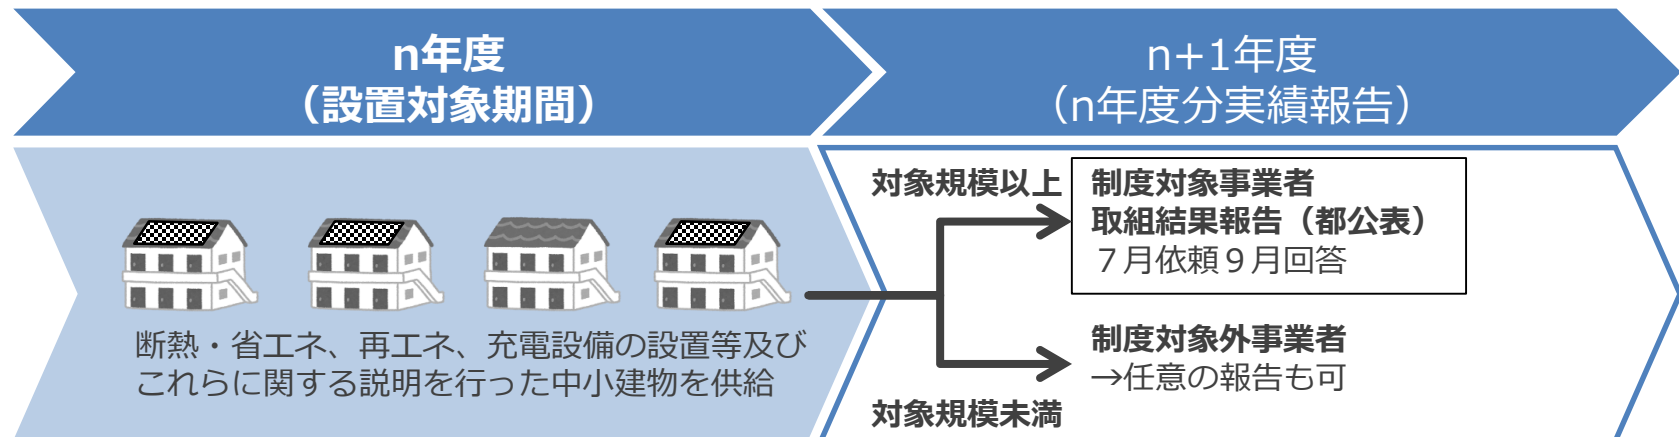 n年度
（設置対象期間）
n+1年度
（n年度分実績報告）
断熱・省エネ、再エネ、充電設備の設置等及び
これらに関する説明を行った中小建物を供給
対象規模以上
制度対象事業者
取組結果報告（都公表）
７月依頼９月回答
制度対象外事業者
→任意の報告も可
対象規模未満